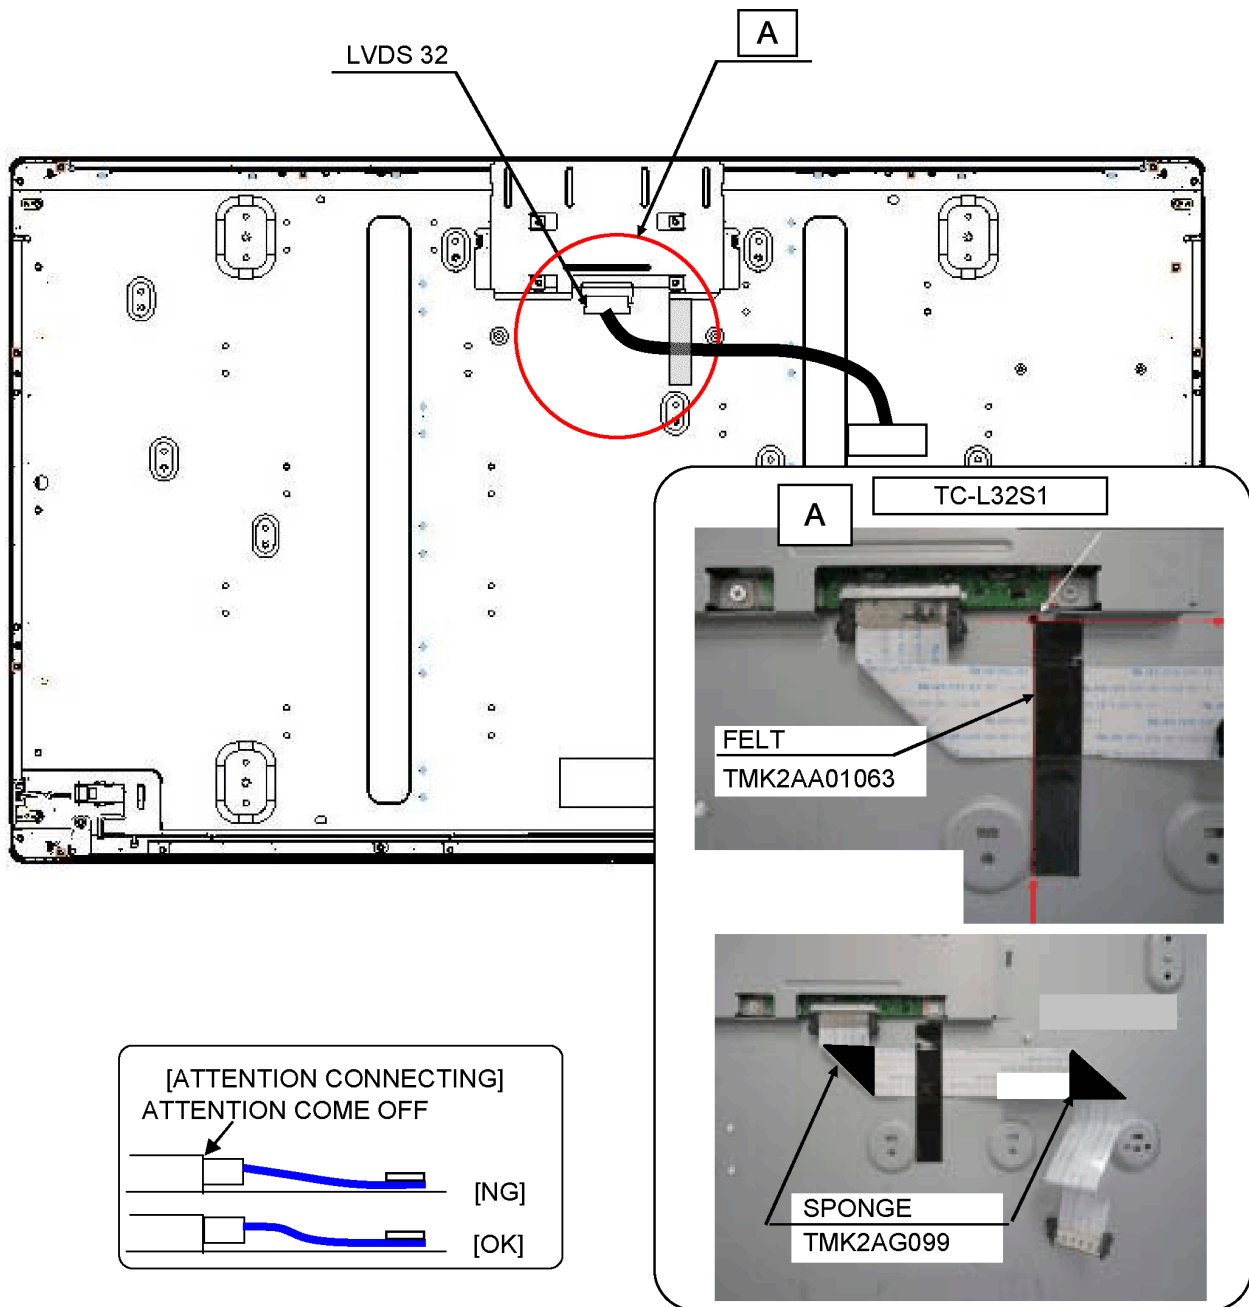 A
LVDS 32
TC-L32S1
A
FELT
TMK2AA01063
[ATTENTION CONNECTING]
ATTENTION COME OFF
[NG]
[OK]
SPONGE
TMK2AG099